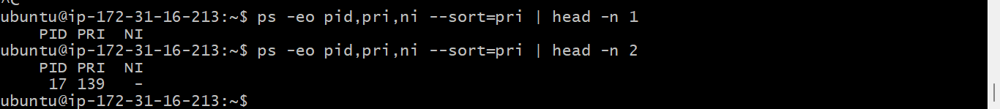 ^C
ubuntu@ip-172-31-16-213:~$ ps -eo pid,pri,ni --sort=pri | head -n 1
    PID PRI  NI
ubuntu@ip-172-31-16-213:~$ ps -eo pid,pri,ni --sort=pri | head -n 2
    PID PRI  NI
     17 139   -
ubuntu@ip-172-31-16-213:~$